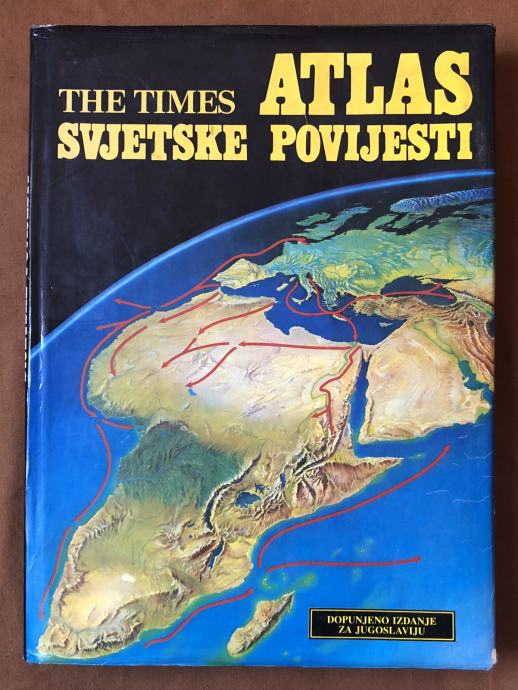 THE TIMES ATLAS
SVJETSKE POVIJESTI
DOPUNJENO IZDANJE
ZA JUGOSLAVIJU